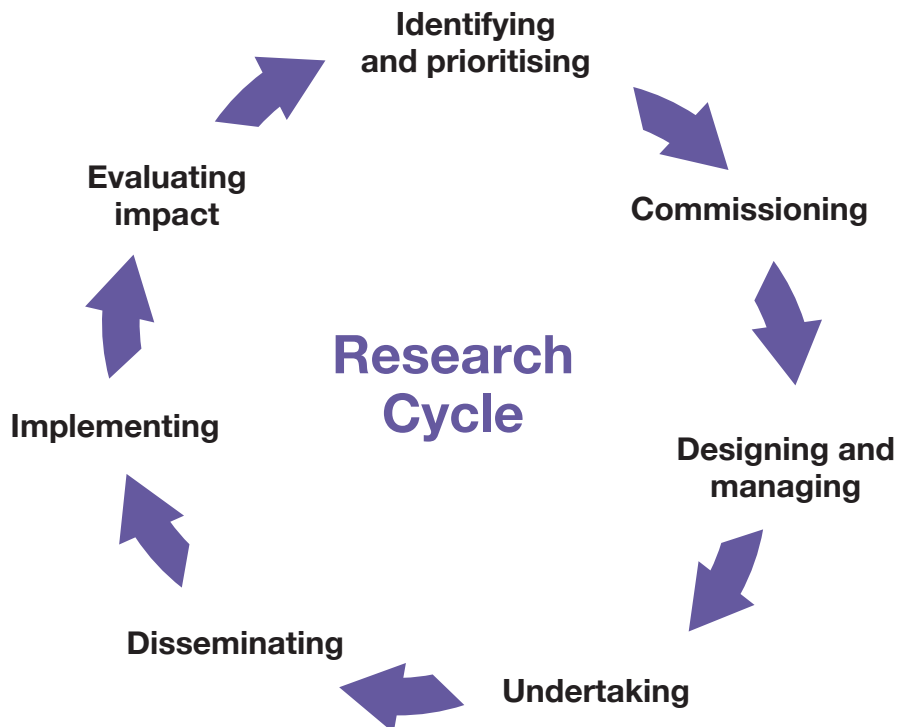 Identifying
and prioritising
Commissioning
Designing and
managing
Undertaking
Disseminating
Implementing
Evaluating
impact
Research
Cycle